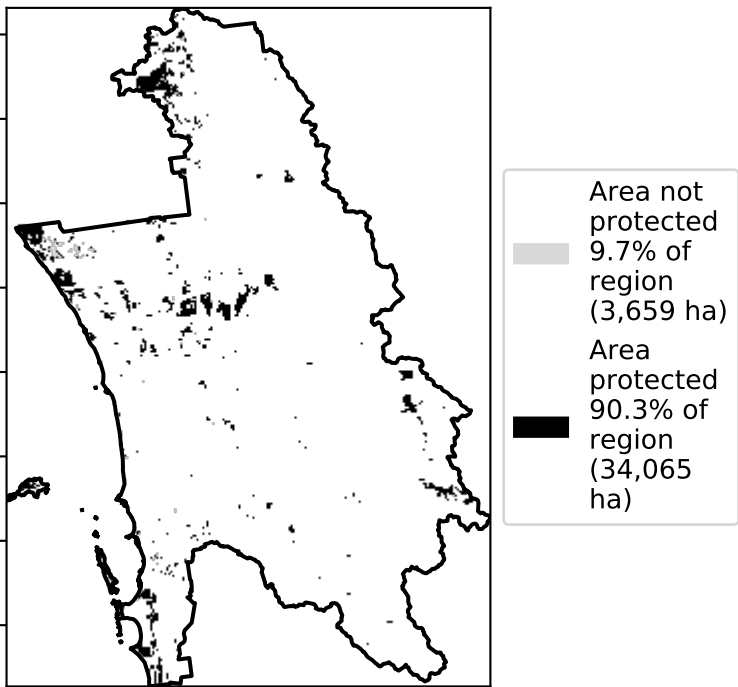 Area not
protected
9.7% of
region
(3,659 ha)
Area
protected
90.3% of
region
(34,065
ha)